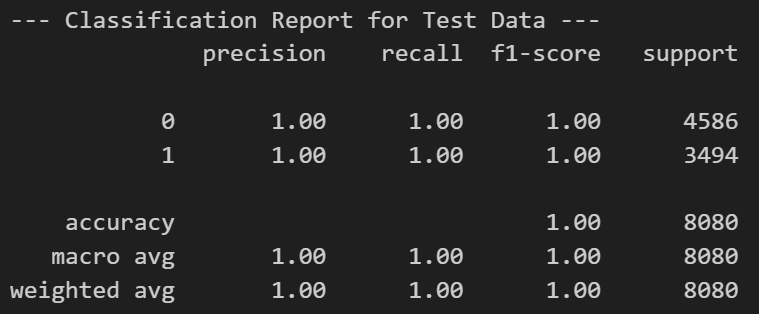 --- Classification Report for Test Data ---
precision recall f1-score support
0 1.00 1.00 1.00 4586
1 1.00 1.00 1.00 3494
accuracy 1.00 8080
macro avg 1.00 1.00 1.00 8080
weighted avg 1.00 1.00 1.00 8080